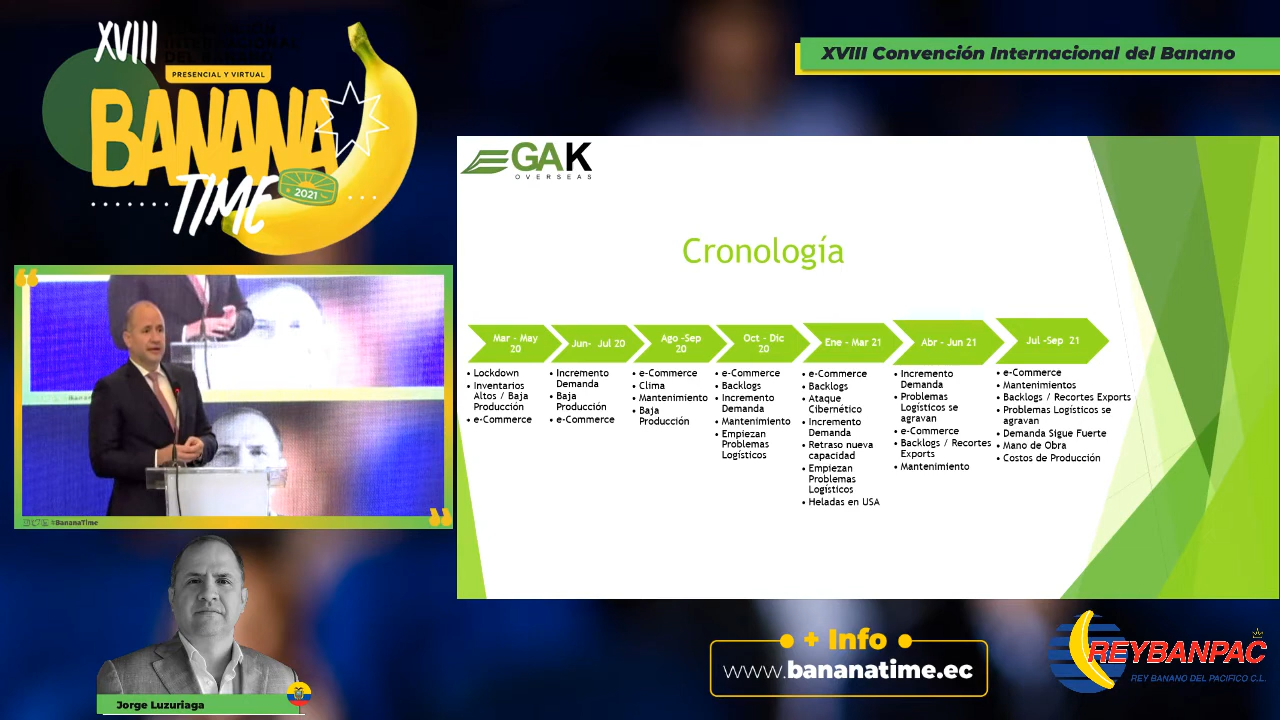 XVIII CONVENCIÓN
INTERNACIONAL
DEL BANANO
PRESENCIAL Y VIRTUAL
BANANA
TIME
2021
XVIII Convención Internacional del Banano
GAK
OVERSEAS
Cronología
Mar - May
20
• Lockdown
• Inventarios
Altos / Baja
Producción
• e-Commerce
Jun- Jul 20
• Incremento
Demanda
• Baja
Producción
• e-Commerce
Ago -Sep
20
• e-Commerce
• Clima
• Mantenimiento
• Baja
Producción
Oct - Dic
20
• e-Commerce
• Backlogs
• Incremento
Demanda
• Mantenimiento
• Empiezan
Problemas
Logísticos
Ene - Mar 21
• e-Commerce
• Backlogs
• Ataque
Cibernético
• Incremento
Demanda
• Retraso nueva
capacidad
• Empiezan
Problemas
Logísticos
• Heladas en USA
Abr - Jun 21
• Incremento
Demanda
• Problemas
Logísticos se
agravan
• e-Commerce
• Backlogs / Recortes
Exports
• Mantenimiento
Jul -Sep 21
• e-Commerce
• Mantenimientos
• Backlogs / Recortes Exports
• Problemas Logísticos se
agravan
• Demanda Sigue Fuerte
• Mano de Obra
• Costos de Producción
#BananaTime
Jorge Luzuriaga
+ Info
www.bananatime.ec
REYBANPAC
REY BANANO DEL PACIFICO C.L.